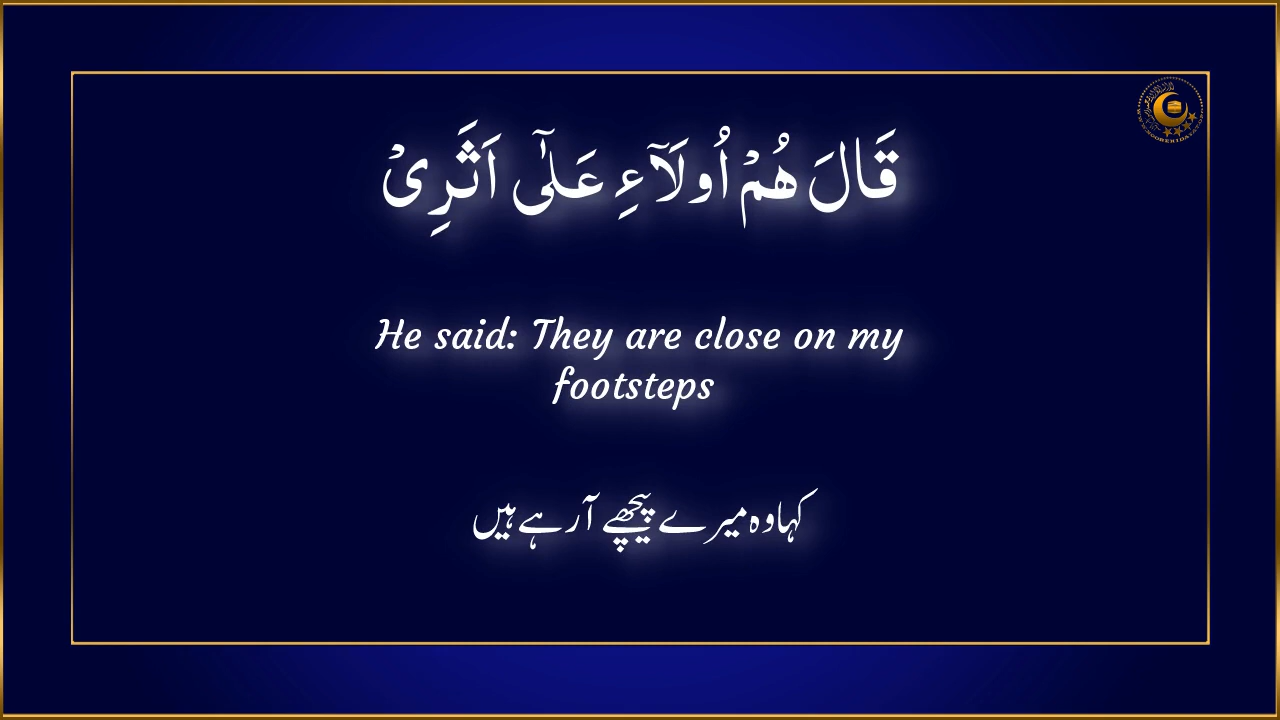 قَالَ هُمْ اُولَآءِ عَلٰٓى اَثَرِىْ
He said: They are close on my
footsteps
کہا وہ میرے پیچھے آ رہے ہیں